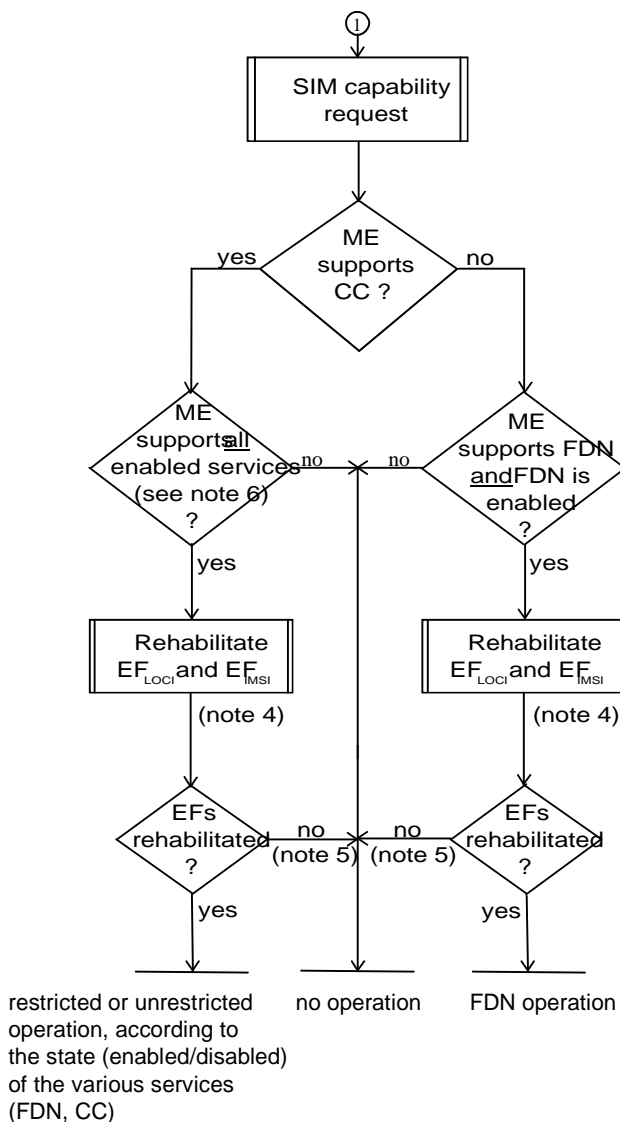 1
SIM capability
request
ME
supports
CC ?
yes
no
ME
supports all
enabled services
(see note 6)
?
no
no
ME
supports FDN
and FDN is
enabled
?
yes
yes
Rehabilitate
EFLOCI and EFIMSI
Rehabilitate
EFLOCI and EFIMSI
(note 4)
(note 4)
EFs
rehabilitated
?
no
(note 5)
no
(note 5)
EFs
rehabilitated
?
yes
yes
restricted or unrestricted
operation, according to
the state (enabled/disabled)
of the various services
(FDN, CC)
no operation
FDN operation